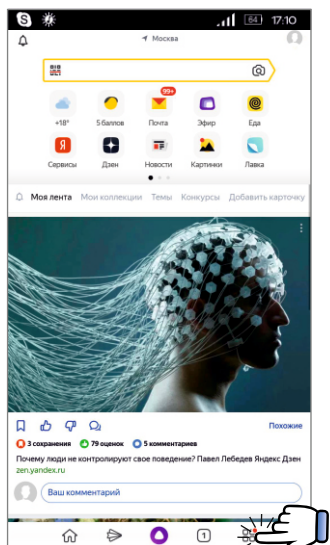 S 64 17:10
Москва
99+
+18° 5 баллов Почта Эфир Еда
Я
Сервисы Дзен Новости Картинки Лавка
Моя лента Мои коллекции Темы Конкурсы Добавить карточку
Похожие
3 сохранения 79 оценок 5 комментариев
Почему люди не контролируют свое поведение? Павел Лебедев Яндекс Дзен
zen.yandex.ru
Ваш комментарий
1